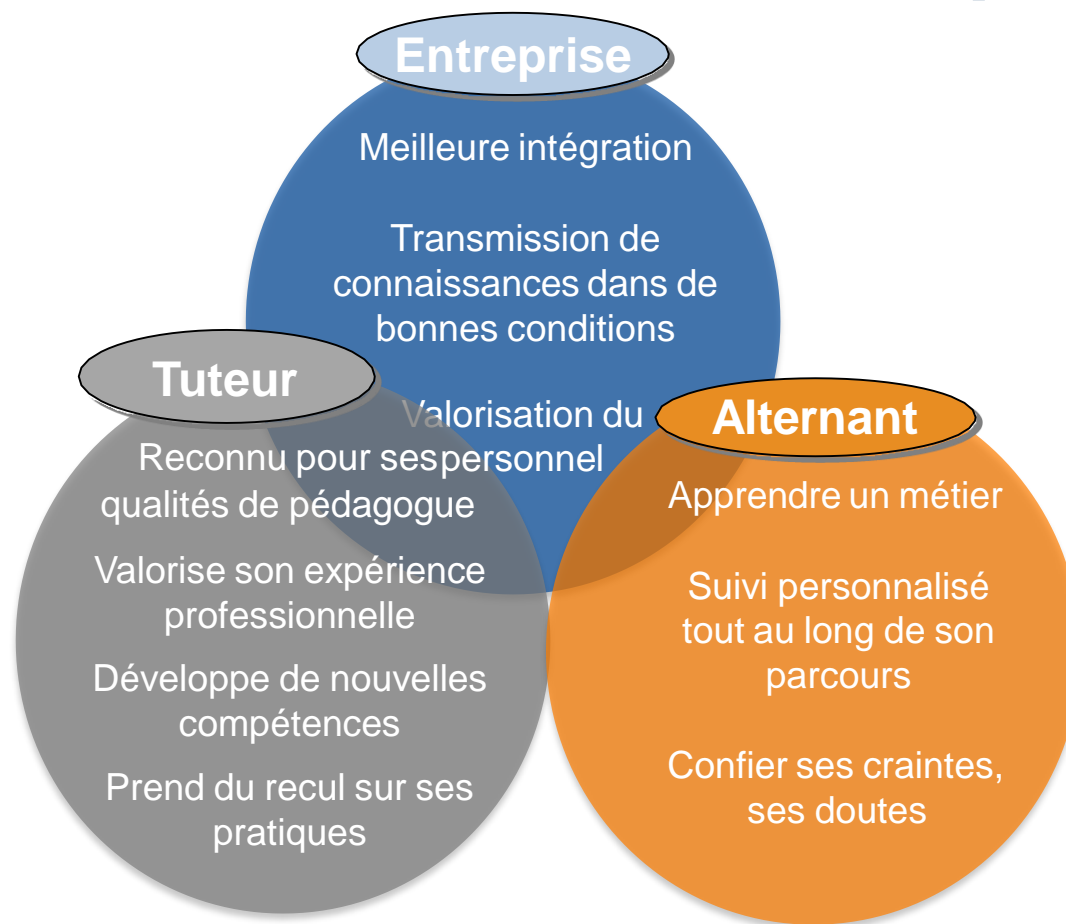 Entreprise
Meilleure intégration
Transmission de
connaissances dans de
bonnes conditions
Valorisation du
personnel
Tuteur
Reconnu pour ses
qualités de pédagogue
Valorise son expérience
professionnelle
Développe de nouvelles
compétences
Prend du recul sur ses
pratiques
Alternant
Apprendre un métier
Suivi personnalisé
tout au long de son
parcours
Confier ses craintes,
ses doutes